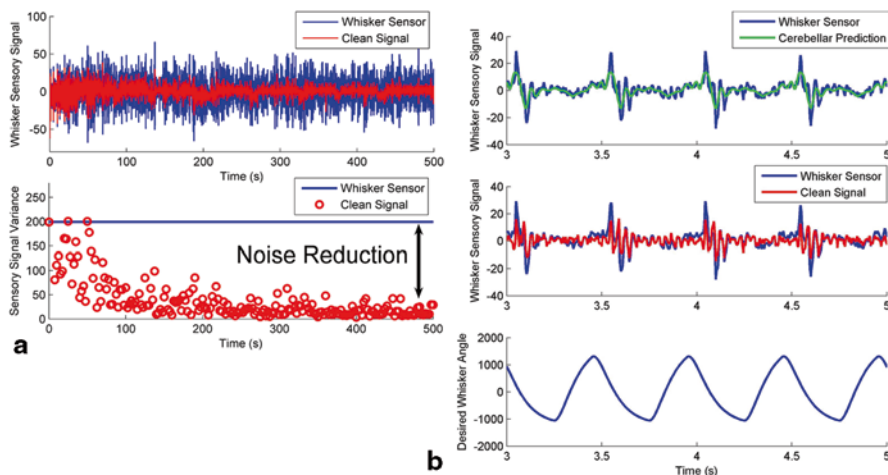 100
50
0
-50
Whisker Sensory Signal
Whisker Sensor
Clean Signal
0 100 200 300 400 500
Time (s)
250
200
150
100
50
0
Sensory Signal Variance
Whisker Sensor
Clean Signal
Noise Reduction
0 100 200 300 400 500
Time (s)
a
40
20
0
-20
-40
Whisker Sensory Signal
Whisker Sensor
Cerebellar Prediction
3 3.5 4 4.5 5
40
20
0
-20
-40
Whisker Sensory Signal
Whisker Sensor
Clean Signal
3 3.5 4 4.5 5
2000
1000
0
-1000
-2000
Desired Whisker Angle
3 3.5 4 4.5 5
Time (s)
b